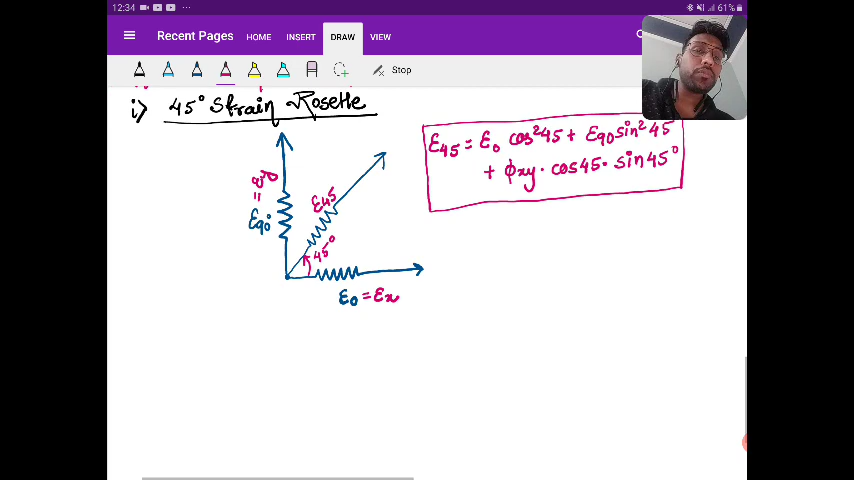 12:34 ... 61%
Recent Pages HOME INSERT DRAW VIEW
Stop
i) 45° Strain Rosette
ε45 = ε0 cos²45 + ε90 sin²45
+ ϕxy · cos45 · sin45°
= εy
ε90°
ε45
45°
ε0 = εx